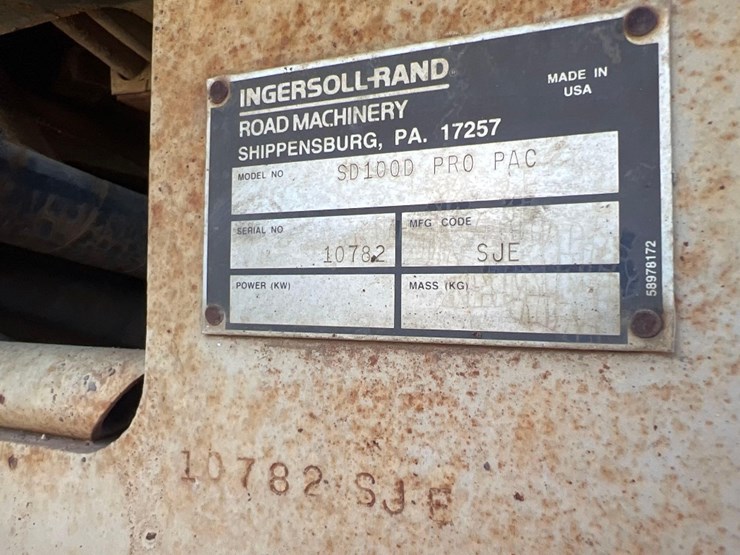 INGERSOLL-RAND
MADE IN
USA
ROAD MACHINERY
SHIPPENSBURG, PA. 17257
MODEL NO
SD100D PRO PAC
SERIAL NO
10782
MFG CODE
SJE
POWER (KW)
MASS (KG)
58978172
10782 SJE